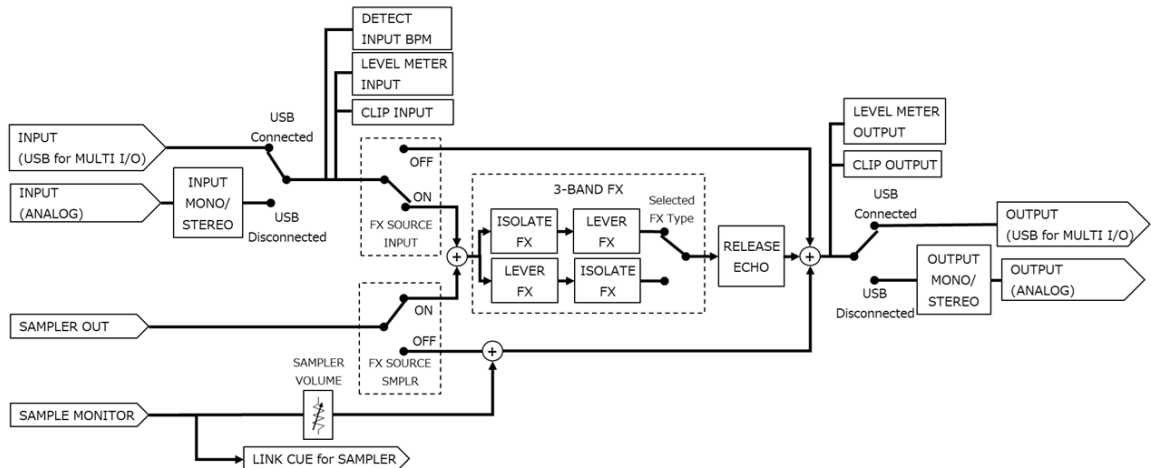 DETECT
INPUT BPM
LEVEL METER
INPUT
CLIP INPUT
USB
Connected
INPUT
(USB for MULTI I/O)
INPUT
(ANALOG)
INPUT
MONO/
STEREO
USB
Disconnected
OFF
ON
FX SOURCE
INPUT
3-BAND FX
ISOLATE
FX
LEVER
FX
LEVER
FX
ISOLATE
FX
Selected
FX Type
RELEASE
ECHO
LEVEL METER
OUTPUT
CLIP OUTPUT
USB
Connected
OUTPUT
(USB for MULTI I/O)
USB
Disconnected
OUTPUT
MONO/
STEREO
OUTPUT
(ANALOG)
SAMPLER OUT
ON
OFF
FX SOURCE
SMPLR
SAMPLER
VOLUME
SAMPLE MONITOR
LINK CUE for SAMPLER